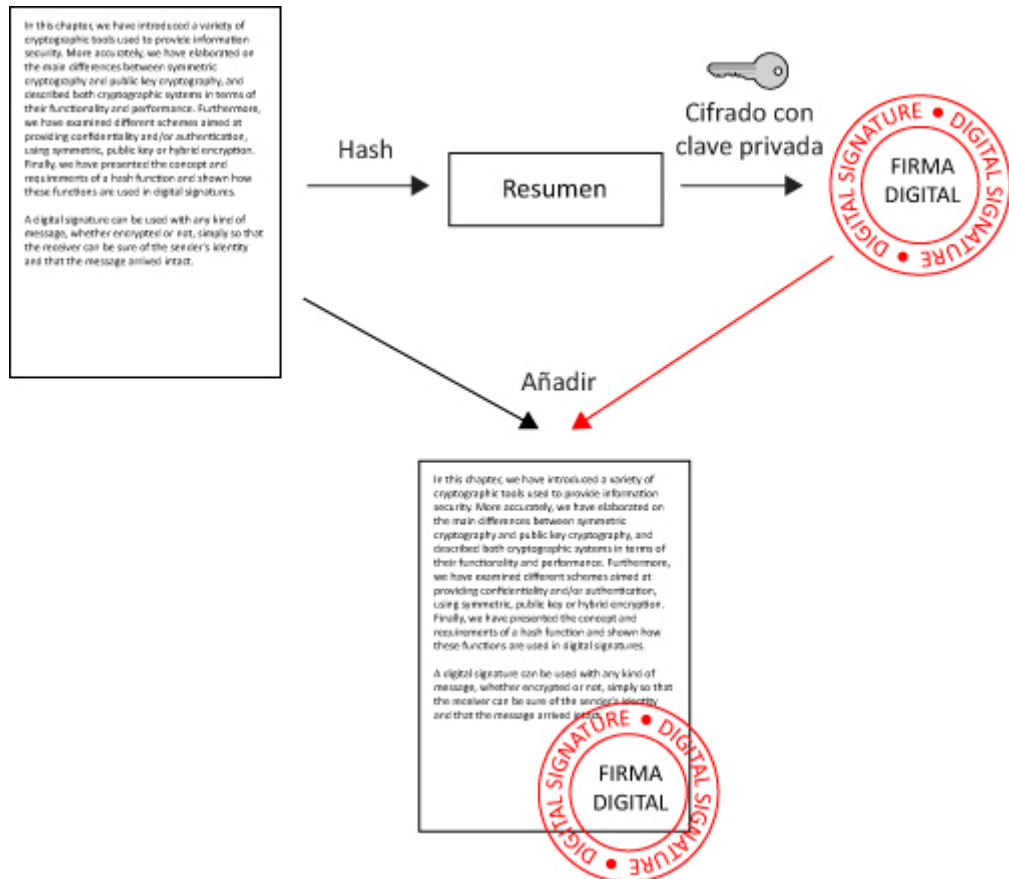 In this chapter, we have introduced a variety of
cryptographic tools used to provide information
security. More accurately, we have elaborated on
the main differences between symmetric
cryptography and public key cryptography, and
described both cryptographic systems in terms of
their functionality and performance. Furthermore,
we have examined different schemes aimed at
providing confidentiality and/or authentication,
using symmetric, public key or hybrid encryption.
Finally, we have presented the concept and
requirements of a hash function and shown how
these functions are used in digital signatures.
A digital signature can be used with any kind of
message, whether encrypted or not, simply so that
the receiver can be sure of the sender's identity
and that the message arrived intact.
Hash
Resumen
Cifrado con
clave privada
DIGITAL SIGNATURE • DIGITAL SIGNATURE •
FIRMA
DIGITAL
Añadir
In this chapter, we have introduced a variety of
cryptographic tools used to provide information
security. More accurately, we have elaborated on
the main differences between symmetric
cryptography and public key cryptography, and
described both cryptographic systems in terms of
their functionality and performance. Furthermore,
we have examined different schemes aimed at
providing confidentiality and/or authentication,
using symmetric, public key or hybrid encryption.
Finally, we have presented the concept and
requirements of a hash function and shown how
these functions are used in digital signatures.
A digital signature can be used with any kind of
message, whether encrypted or not, simply so that
the receiver can be sure of the sender's identity
and that the message arrived intact.
DIGITAL SIGNATURE • DIGITAL SIGNATURE •
FIRMA
DIGITAL